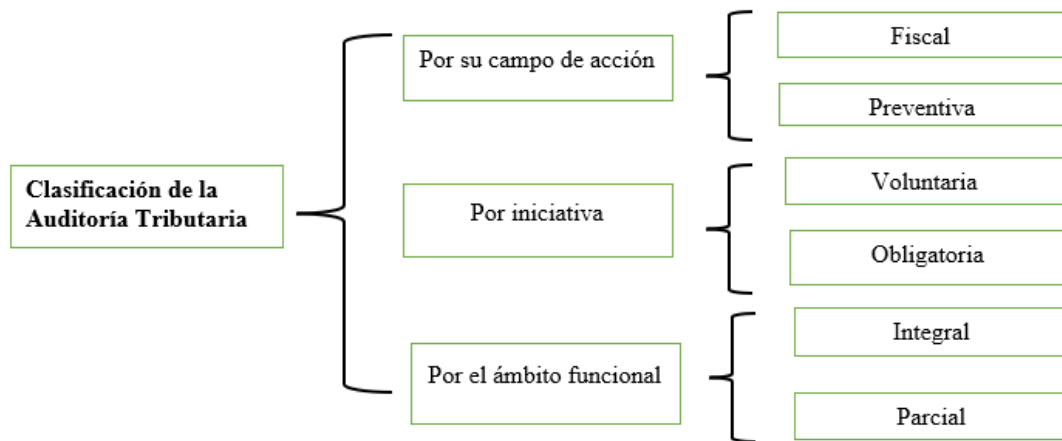 Clasificación de la
Auditoría Tributaria
Por su campo de acción
Fiscal
Preventiva
Por iniciativa
Voluntaria
Obligatoria
Por el ámbito funcional
Integral
Parcial